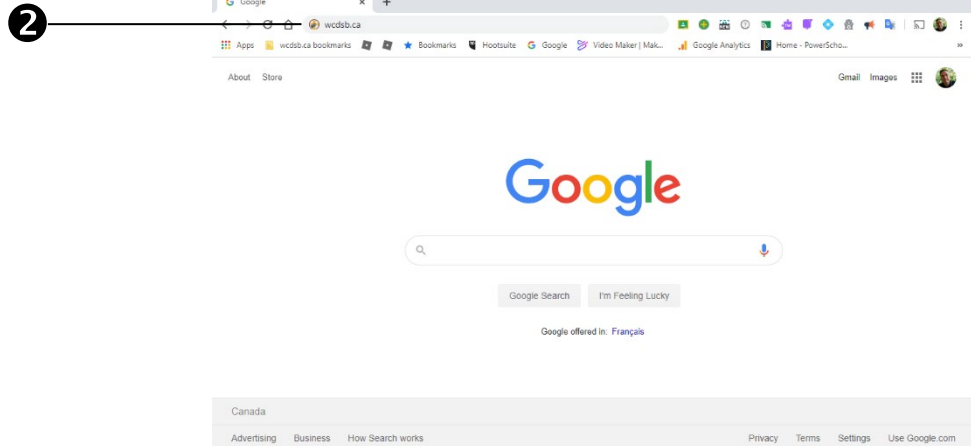 Google
2
wcdsb.ca
Apps wcdsb.ca bookmarks Bookmarks Hootsuite Google Video Maker | Mak... Google Analytics Home - PowerScho... »
About Store Gmail Images
Google
Google Search I'm Feeling Lucky
Google offered in: Français
Canada
Advertising Business How Search works Privacy Terms Settings Use Google.com